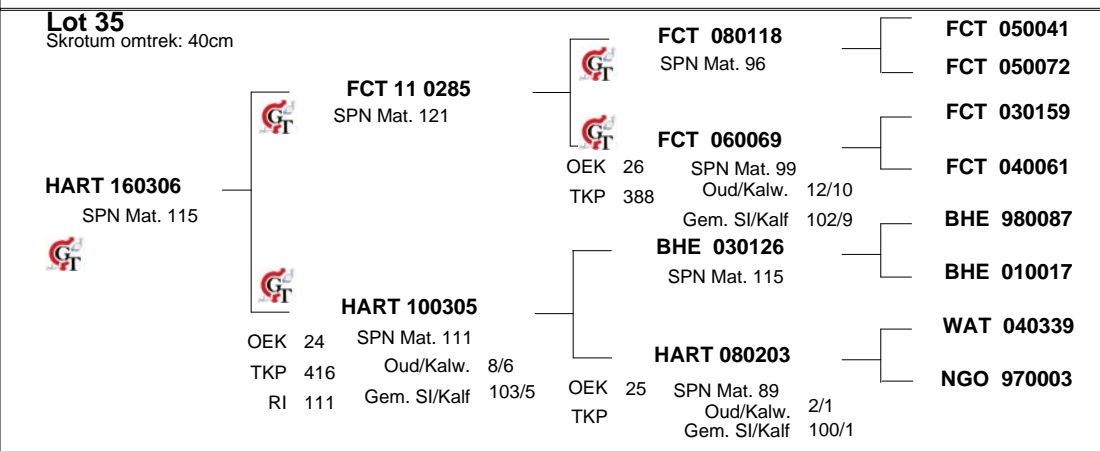 Lot 35
Skrotum omtrek: 40cm
HART 160306
SPN Mat. 115
GT
GT
FCT 11 0285
SPN Mat. 121
GT
HART 100305
OEK 24 SPN Mat. 111
TKP 416 Oud/Kalw. 8/6
RI 111 Gem. SI/Kalf 103/5
GT
FCT 080118
SPN Mat. 96
GT
FCT 060069
OEK 26 SPN Mat. 99
TKP 388 Oud/Kalw. 12/10
Gem. SI/Kalf 102/9
BHE 030126
SPN Mat. 115
HART 080203
OEK 25 SPN Mat. 89
TKP Oud/Kalw. 2/1
Gem. SI/Kalf 100/1
FCT 050041
FCT 050072
FCT 030159
FCT 040061
BHE 980087
BHE 010017
WAT 040339
NGO 970003